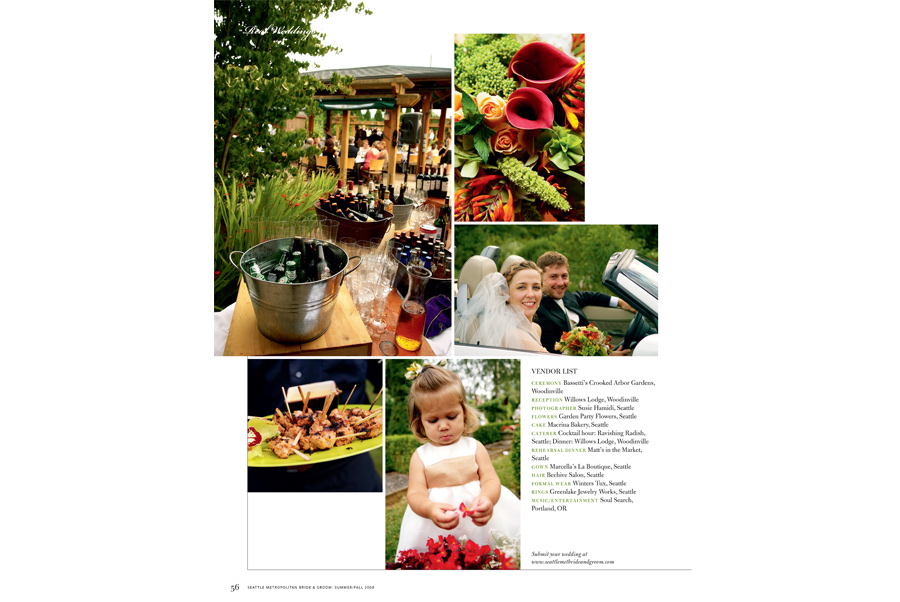 Real Weddings
VENDOR LIST
CEREMONY Bassetti's Crooked Arbor Gardens,
Woodinville
RECEPTION Willows Lodge, Woodinville
PHOTOGRAPHER Susie Hamidi, Seattle
FLOWERS Garden Party Flowers, Seattle
CAKE Macrina Bakery, Seattle
CATERER Cocktail hour: Ravishing Radish,
Seattle; Dinner: Willows Lodge, Woodinville
REHEARSAL DINNER Matt's in the Market,
Seattle
GOWN Marcella's La Boutique, Seattle
HAIR Beehive Salon, Seattle
FORMAL WEAR Winters Tux, Seattle
RINGS Greenlake Jewelry Works, Seattle
MUSIC/ENTERTAINMENT Soul Search,
Portland, OR
Submit your wedding at
www.seattlemetbrideandgroom.com
56 SEATTLE METROPOLITAN BRIDE & GROOM SUMMER/FALL 2008